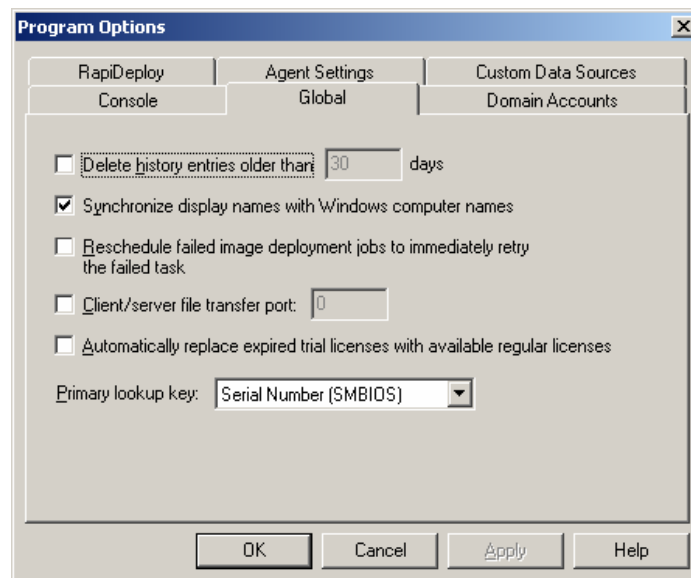 Program Options
RapiDeploy Agent Settings Custom Data Sources
Console Global Domain Accounts
Delete history entries older than 30 days
Synchronize display names with Windows computer names
Reschedule failed image deployment jobs to immediately retry
the failed task
Client/server file transfer port: 0
Automatically replace expired trial licenses with available regular licenses
Primary lookup key: Serial Number (SMBIOS)
OK Cancel Apply Help